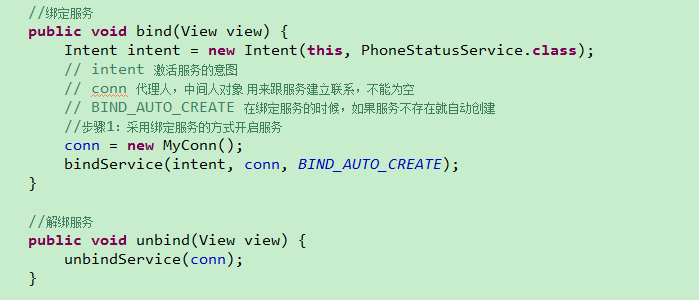 //绑定服务
public void bind(View view) {
Intent intent = new Intent(this, PhoneStatusService.class);
// intent 激活服务的意图
// conn 代理人，中间人对象 用来跟服务建立联系，不能为空
// BIND_AUTO_CREATE 在绑定服务的时候，如果服务不存在就自动创建
//步骤1：采用绑定服务的方式开启服务
conn = new MyConn();
bindService(intent, conn, BIND_AUTO_CREATE);
}
//解绑服务
public void unbind(View view) {
unbindService(conn);
}